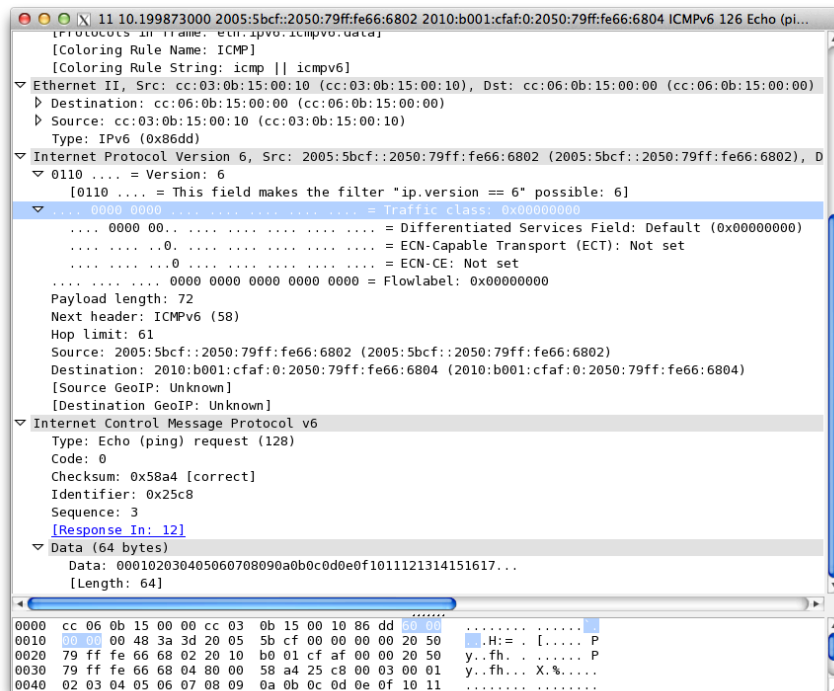 11 10.199873000 2005:5bcf::2050:79ff:fe66:6802 2010:b001:cfaf:0:2050:79ff:fe66:6804 ICMPv6 126 Echo (pi...
[Protocols in frame: eth:ipv6:icmpv6:data]
[Coloring Rule Name: ICMP]
[Coloring Rule String: icmp || icmpv6]
Ethernet II, Src: cc:03:0b:15:00:10 (cc:03:0b:15:00:10), Dst: cc:06:0b:15:00:00 (cc:06:0b:15:00:00)
Destination: cc:06:0b:15:00:00 (cc:06:0b:15:00:00)
Source: cc:03:0b:15:00:10 (cc:03:0b:15:00:10)
Type: IPv6 (0x86dd)
Internet Protocol Version 6, Src: 2005:5bcf::2050:79ff:fe66:6802 (2005:5bcf::2050:79ff:fe66:6802), D
0110 .... = Version: 6
[0110 .... = This field makes the filter "ip.version == 6" possible: 6]
.... 0000 0000 .... .... .... .... .... = Traffic class: 0x00000000
.... 0000 00.. .... .... .... .... .... = Differentiated Services Field: Default (0x00000000)
.... .... ..0. .... .... .... .... .... = ECN-Capable Transport (ECT): Not set
.... .... ...0 .... .... .... .... .... = ECN-CE: Not set
.... .... .... 0000 0000 0000 0000 0000 = Flowlabel: 0x00000000
Payload length: 72
Next header: ICMPv6 (58)
Hop limit: 61
Source: 2005:5bcf::2050:79ff:fe66:6802 (2005:5bcf::2050:79ff:fe66:6802)
Destination: 2010:b001:cfaf:0:2050:79ff:fe66:6804 (2010:b001:cfaf:0:2050:79ff:fe66:6804)
[Source GeoIP: Unknown]
[Destination GeoIP: Unknown]
Internet Control Message Protocol v6
Type: Echo (ping) request (128)
Code: 0
Checksum: 0x58a4 [correct]
Identifier: 0x25c8
Sequence: 3
[Response In: 12]
Data (64 bytes)
Data: 000102030405060708090a0b0c0d0e0f1011121314151617...
[Length: 64]
0000 cc 06 0b 15 00 00 cc 03 0b 15 00 10 86 dd 60 00 ........ ......`.
0010 00 00 00 48 3a 3d 20 05 5b cf 00 00 00 00 20 50 ...H:= . [..... P
0020 79 ff fe 66 68 02 20 10 b0 01 cf af 00 00 20 50 y..fh. . ...... P
0030 79 ff fe 66 68 04 80 00 58 a4 25 c8 00 03 00 01 y..fh... X.%.....
0040 02 03 04 05 06 07 08 09 0a 0b 0c 0d 0e 0f 10 11 ........ ........